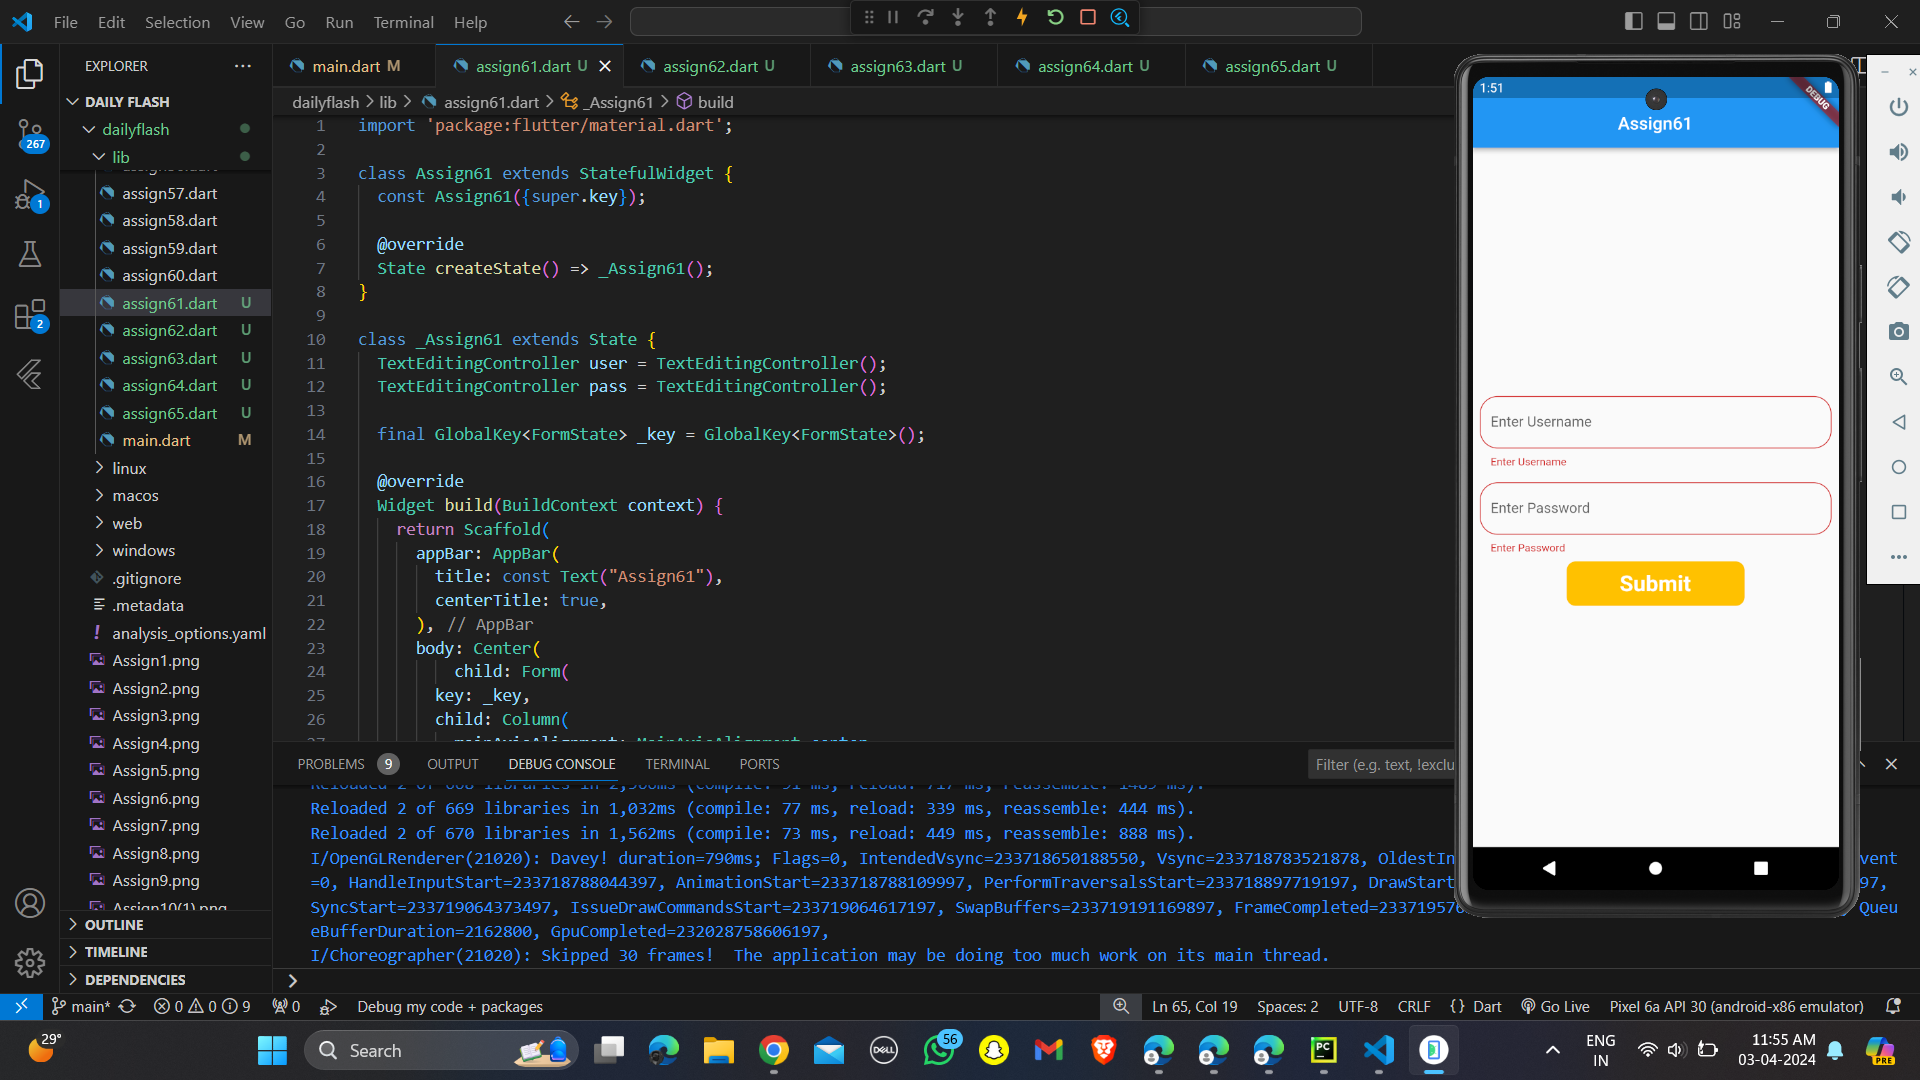 File Edit Selection View Go Run Terminal Help
EXPLORER
DAILY FLASH
dailyflash
lib
assign57.dart
assign58.dart
assign59.dart
assign60.dart
assign61.dart U
assign62.dart U
assign63.dart U
assign64.dart U
assign65.dart U
main.dart M
linux
macos
web
windows
.gitignore
.metadata
analysis_options.yaml
Assign1.png
Assign2.png
Assign3.png
Assign4.png
Assign5.png
Assign6.png
Assign7.png
Assign8.png
Assign9.png
Assign10(1).png
OUTLINE
TIMELINE
DEPENDENCIES
267
1
2
main.dart M assign61.dart U assign62.dart U assign63.dart U assign64.dart U assign65.dart U
dailyflash > lib > assign61.dart > _Assign61 > build
1 import 'package:flutter/material.dart';
2
3 class Assign61 extends StatefulWidget {
4 const Assign61({super.key});
5
6 @override
7 State createState() => _Assign61();
8 }
9
10 class _Assign61 extends State {
11 TextEditingController user = TextEditingController();
12 TextEditingController pass = TextEditingController();
13
14 final GlobalKey<FormState> _key = GlobalKey<FormState>();
15
16 @override
17 Widget build(BuildContext context) {
18 return Scaffold(
19 appBar: AppBar(
20 title: const Text("Assign61"),
21 centerTitle: true,
22 ), // AppBar
23 body: Center(
24 child: Form(
25 key: _key,
26 child: Column(
27 mainAxisAlignment: MainAxisAlignment.center,
PROBLEMS 9 OUTPUT DEBUG CONSOLE TERMINAL PORTS
Filter (e.g. text, !exclu
Reloaded 2 of 669 libraries in 1,032ms (compile: 77 ms, reload: 339 ms, reassemble: 444 ms).
Reloaded 2 of 670 libraries in 1,562ms (compile: 73 ms, reload: 449 ms, reassemble: 888 ms).
I/OpenGLRenderer(21020): Davey! duration=790ms; Flags=0, IntendedVsync=233718650188550, Vsync=233718783521878, OldestIn vent
=0, HandleInputStart=233718788044397, AnimationStart=233718788109997, PerformTraversalsStart=233718897719197, DrawStart 97,
SyncStart=233719064373497, IssueDrawCommandsStart=233719064617197, SwapBuffers=233719191169897, FrameCompleted=23371957 Queu
eBufferDuration=2162800, GpuCompleted=232028758606197,
I/Choreographer(21020): Skipped 30 frames! The application may be doing too much work on its main thread.
1:51
DEBUG
Assign61
Enter Username
Enter Username
Enter Password
Enter Password
Submit
main* 0 0 9 0 Debug my code + packages
Ln 65, Col 19 Spaces: 2 UTF-8 CRLF {} Dart Go Live Pixel 6a API 30 (android-x86 emulator)
29°
Search
DELL
56
PC
ENG
IN
11:55 AM
03-04-2024
PRE